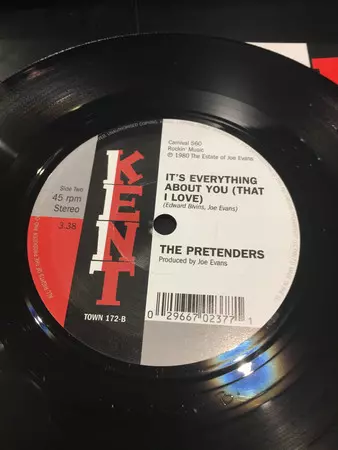 Carnival 560
Rockin' Music
℗ 1980 The Estate of Joe Evans
KENT
Side Two
45 rpm
Stereo
3.38
IT'S EVERYTHING
ABOUT YOU (THAT
I LOVE)
(Edward Bivins, Joe Evans)
THE PRETENDERS
Produced by Joe Evans
0 29667 02377 1
TOWN 172-B